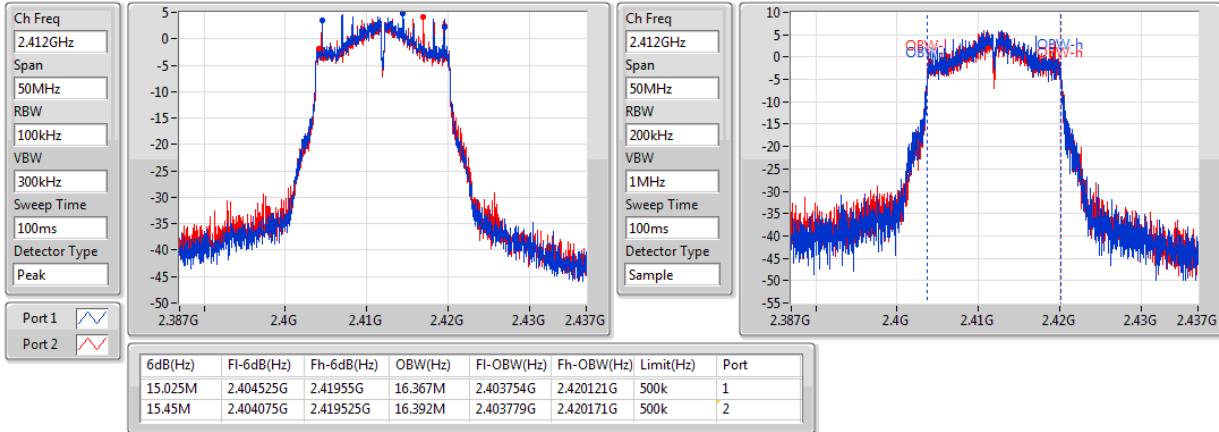 Ch Freq
2.412GHz
Span
50MHz
RBW
100kHz
VBW
300kHz
Sweep Time
100ms
Detector Type
Peak
Port 1
Port 2
5-
0-
-5-
-10-
-15-
-20-
-25-
-30-
-35-
-40-
-45-
-50-
2.387G 2.4G 2.41G 2.42G 2.43G 2.437G
Ch Freq
2.412GHz
Span
50MHz
RBW
200kHz
VBW
1MHz
Sweep Time
100ms
Detector Type
Sample
10-
5-
0-
-5-
-10-
-15-
-20-
-25-
-30-
-35-
-40-
-45-
-50-
-55-
OBW-h
OBW-h
2.387G 2.4G 2.41G 2.42G 2.43G 2.437G
6dB(Hz) Fl-6dB(Hz) Fh-6dB(Hz) OBW(Hz) Fl-OBW(Hz) Fh-OBW(Hz) Limit(Hz) Port
15.025M 2.404525G 2.41955G 16.367M 2.403754G 2.420121G 500k 1
15.45M 2.404075G 2.419525G 16.392M 2.403779G 2.420171G 500k 2